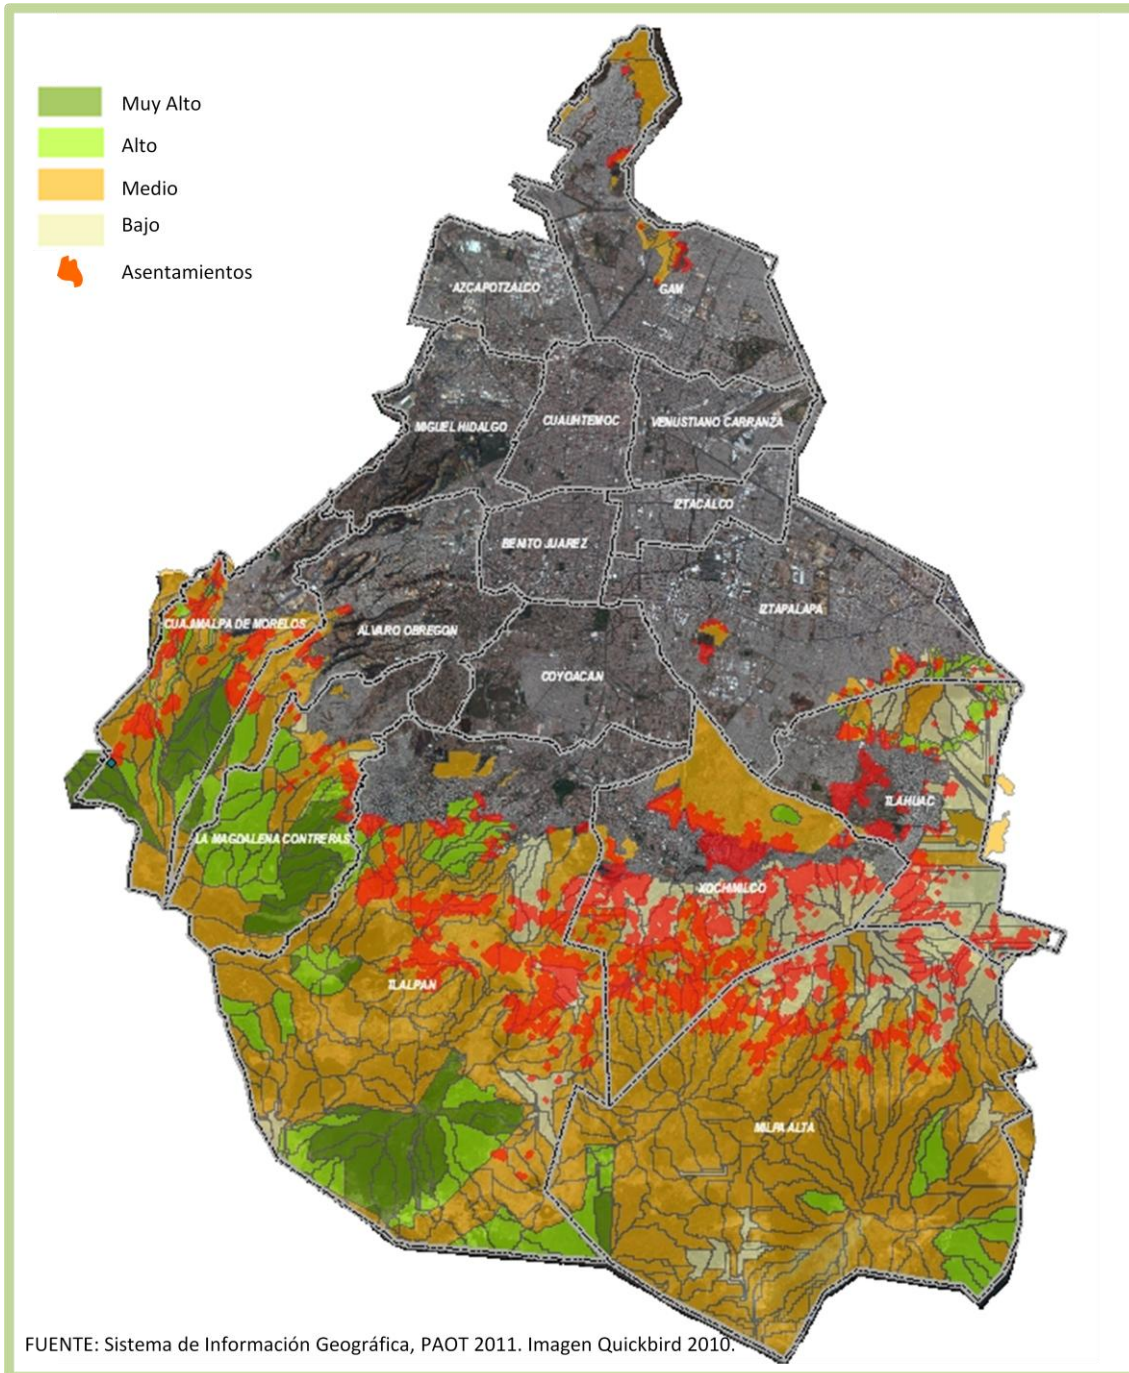 Muy Alto
Alto
Medio
Bajo
Asentamientos
AZCAPOTZALCO
GAM
MIGUEL HIDALGO
CUAUHTEMOC
VENUSTIANO CARRANZA
IZTACALCO
BENITO JUAREZ
IZTAPALAPA
CUAJIMALPA DE MORELOS
ALVARO OBREGON
COYOACAN
TLAHUAC
LA MAGDALENA CONTRERAS
XOCHIMILCO
TLALPAN
MILPA ALTA
FUENTE: Sistema de Información Geográfica, PAOT 2011. Imagen Quickbird 2010.